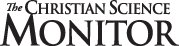 The CHRISTIAN SCIENCE
MONITOR